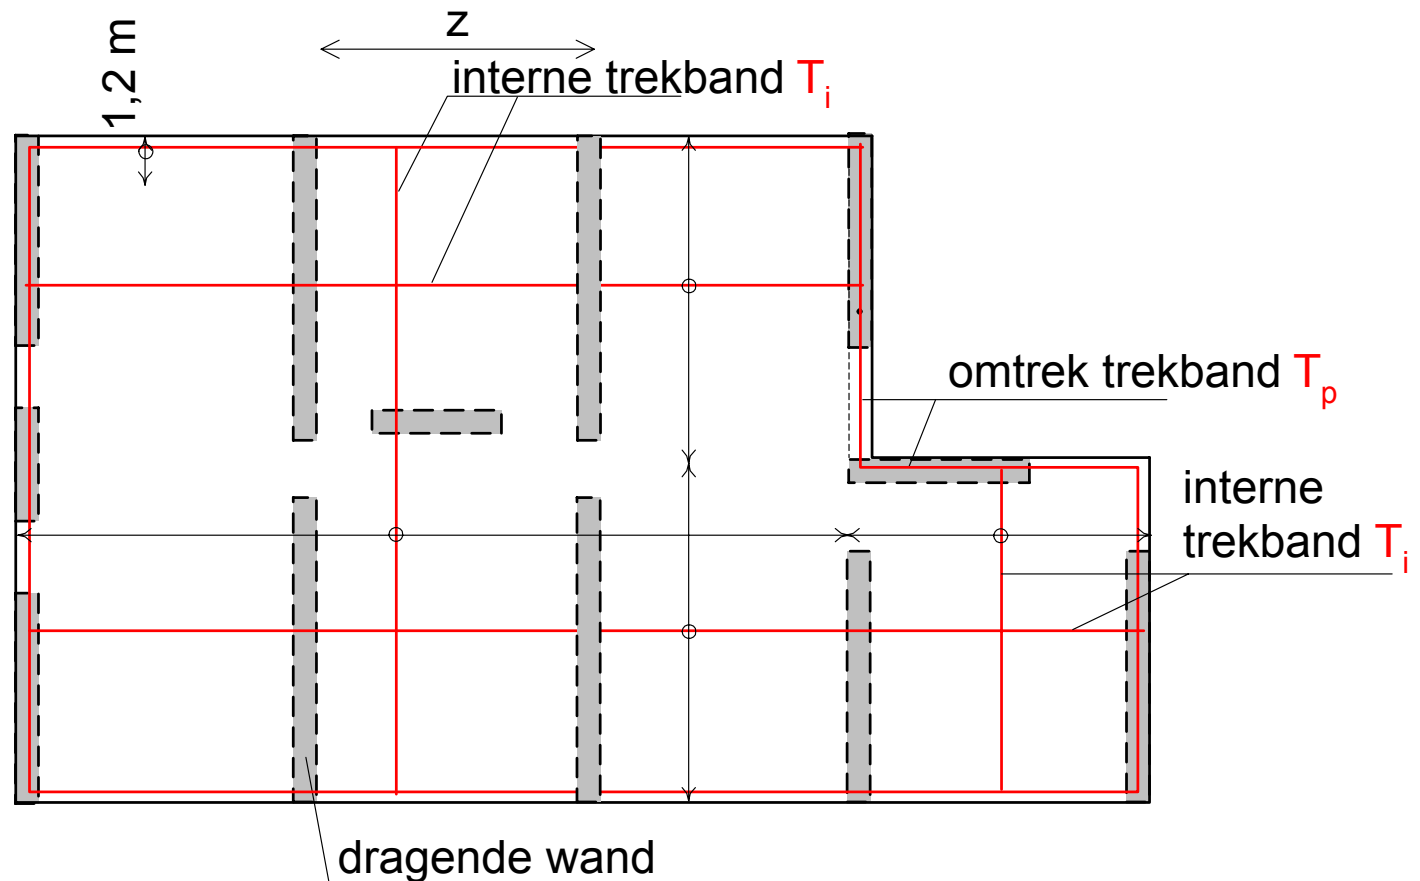 z
1,2 m
interne trekband Ti
omtrek trekband Tp
interne
trekband Ti
dragende wand